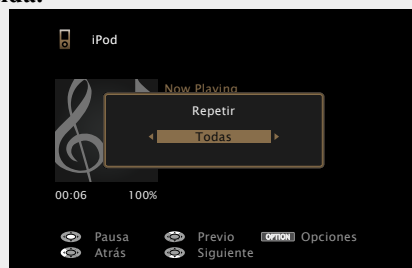 iPod
Now Playing
Repetir
Todas
00:06 100%
Pausa Previo OPTION Opciones
Atrás Siguiente